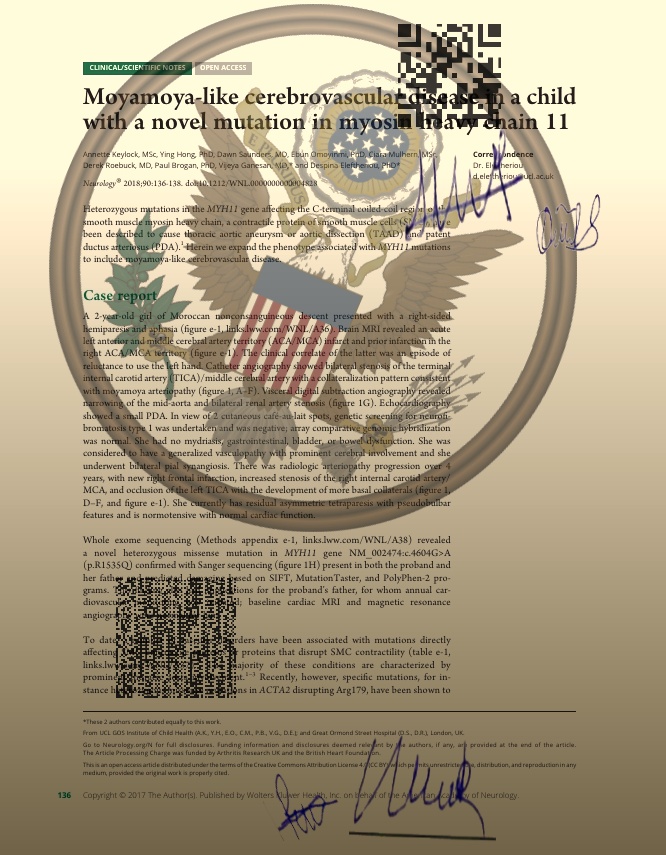 CLINICAL/SCIENTIFIC NOTES OPEN ACCESS
Moyamoya-like cerebrovascular disease in a child
with a novel mutation in myosin heavy chain 11
Annette Keylock, MSc, Ying Hong, PhD, Dawn Saunders, MD, Ebun Omoyinmi, PhD, Ciara Mulhern, MSc,
Derek Roebuck, MD, Paul Brogan, PhD, Vijeya Ganesan, MD,* and Despina Eleftheriou, PhD*
Correspondence
Dr. Eleftheriou
d.eleftheriou@ucl.ac.uk
Neurology® 2018;90:136-138. doi:10.1212/WNL.0000000000004828
Heterozygous mutations in the MYH11 gene affecting the C-terminal coiled-coil region of the
smooth muscle myosin heavy chain, a contractile protein of smooth muscle cells (SMC), have
been described to cause thoracic aortic aneurysm or aortic dissection (TAAD) and patent
ductus arteriosus (PDA).¹ Herein we expand the phenotype associated with MYH11 mutations
to include moyamoya-like cerebrovascular disease.
Case report
A 2-year-old girl of Moroccan nonconsanguineous descent presented with a right-sided
hemiparesis and aphasia (figure e-1, links.lww.com/WNL/A36). Brain MRI revealed an acute
left anterior and middle cerebral artery territory (ACA/MCA) infarct and prior infarction in the
right ACA/MCA territory (figure e-1). The clinical correlate of the latter was an episode of
reluctance to use the left hand. Catheter angiography showed bilateral stenosis of the terminal
internal carotid artery (TICA)/middle cerebral artery with a collateralization pattern consistent
with moyamoya arteriopathy (figure 1, A–F). Visceral digital subtraction angiography revealed
narrowing of the mid-aorta and bilateral renal artery stenosis (figure 1G). Echocardiography
showed a small PDA. In view of 2 cutaneous café-au-lait spots, genetic screening for neurofi-
bromatosis type 1 was undertaken and was negative; array comparative genomic hybridization
was normal. She had no mydriasis, gastrointestinal, bladder, or bowel dysfunction. She was
considered to have a generalized vasculopathy with prominent cerebral involvement and she
underwent bilateral pial synangiosis. There was radiologic arteriopathy progression over 4
years, with new right frontal infarction, increased stenosis of the right internal carotid artery/
MCA, and occlusion of the left TICA with the development of more basal collaterals (figure 1,
D–F, and figure e-1). She currently has residual asymmetric tetraparesis with pseudobulbar
features and is normotensive with normal cardiac function.
Whole exome sequencing (Methods appendix e-1, links.lww.com/WNL/A38) revealed
a novel heterozygous missense mutation in MYH11 gene NM_002474:c.4604G>A
(p.R1535Q) confirmed with Sanger sequencing (figure 1H) present in both the proband and
her father and predicted damaging based on SIFT, MutationTaster, and PolyPhen-2 pro-
grams. for the proband's father, for whom annual car-
baseline cardiac MRI and magnetic resonance
To date, have been associated with mutations directly
affecting proteins that disrupt SMC contractility (table e-1,
majority of these conditions are characterized by
¹⁻³ Recently, however, specific mutations, for in-
stance in ACTA2 disrupting Arg179, have been shown to
*These 2 authors contributed equally to this work.
From UCL GOS Institute of Child Health (A.K., Y.H., E.O., C.M., P.B., V.G., D.E.); and Great Ormond Street Hospital (D.S., D.R.), London, UK.
Go to Neurology.org/N for full disclosures. Funding information and disclosures deemed relevant by the authors, if any, are provided at the end of the article.
The Article Processing Charge was funded by Arthritis Research UK and the British Heart Foundation.
This is an open access article distributed under the terms of the Creative Commons Attribution License 4.0 (CC BY), which permits unrestricted use, distribution, and reproduction in any
medium, provided the original work is properly cited.
136 Copyright © 2017 The Author(s). Published by Wolters Kluwer Health, Inc. on behalf of the American Academy of Neurology.